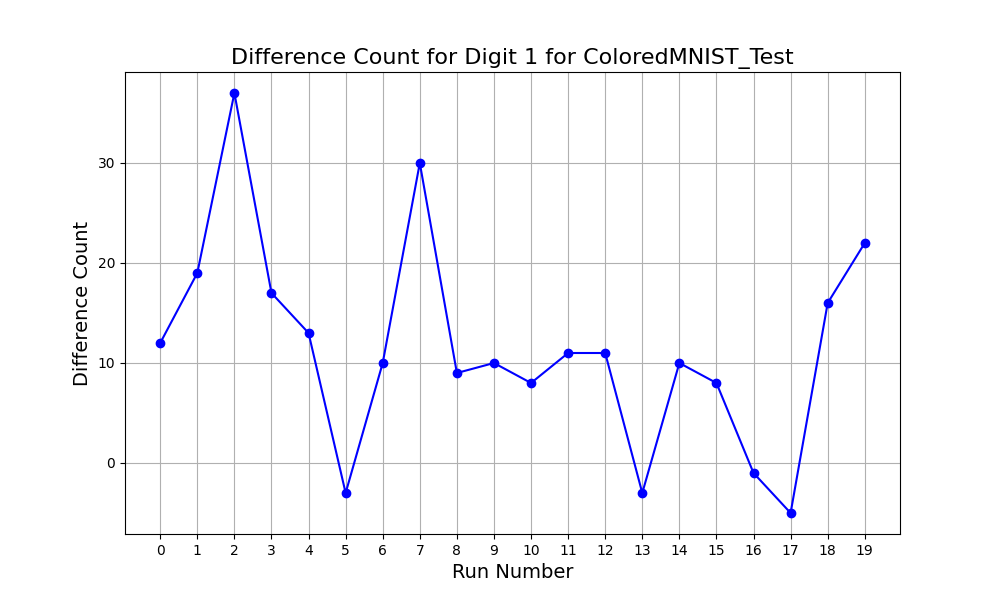 Difference Count for Digit 1 for ColoredMNIST_Test
Difference Count
30
20
10
0
0 1 2 3 4 5 6 7 8 9 10 11 12 13 14 15 16 17 18 19
Run Number